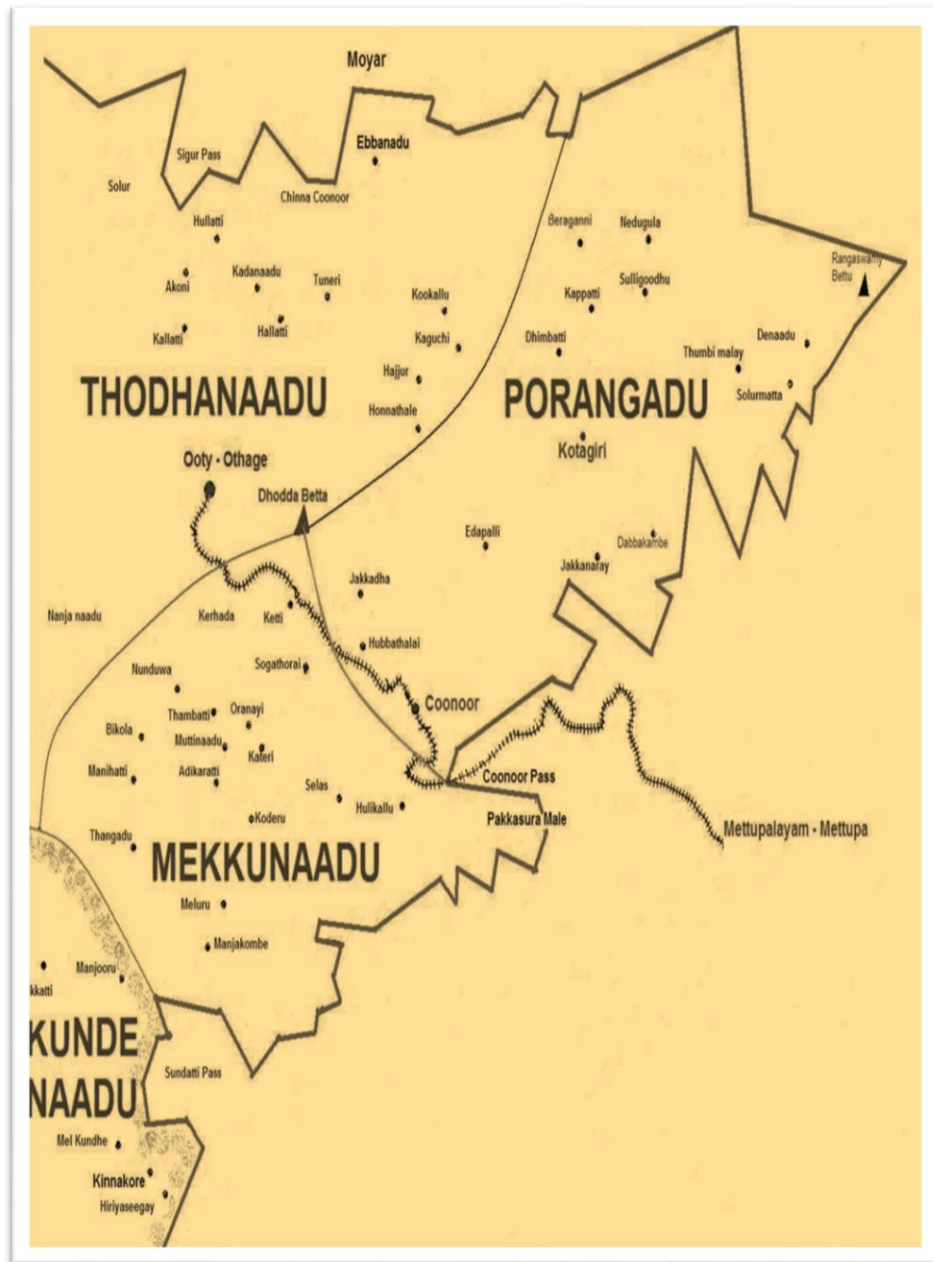 Moyar
Ebbanadu
Sigur Pass
Solur
Chinna Coonoor
Hullatti
Beraganni
Nedugula
Rangaswamy
Bettu
Akoni
Kadanaadu
Tuneri
Kookallu
Kappatti
Sulligoodhu
Kallatti
Hallatti
Kaguchi
Dhimbatti
Thumbi malay
Denaadu
Hajjur
Solurmatta
THODHANAADU
PORANGADU
Honnathale
Kotagiri
Ooty - Othage
Dhodda Betta
Edapalli
Dabbakambe
Jakkanaray
Jakkadha
Nanja naadu
Kerhada
Ketti
Hubbathalai
Sogathorai
Nunduwa
Coonoor
Thambatti
Oranayi
Bikola
Muttinaadu
Kateri
Manihatti
Adikaratti
Selas
Coonoor Pass
Hulikallu
Koderu
Pakkasura Male
Mettupalayam - Mettupa
Thangadu
MEKKUNAADU
Meluru
Manjakombe
Manjooru
kkatti
KUNDE
NAADU
Sundatti Pass
Mel Kundhe
Kinnakore
Hiriyaseegay